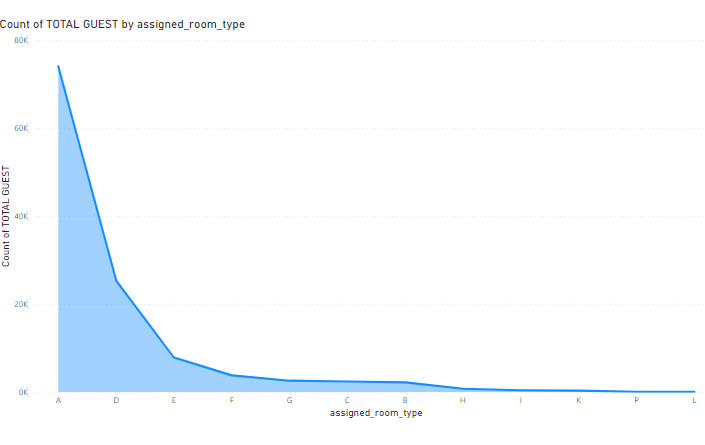 Count of TOTAL GUEST by assigned_room_type
80K
60K
40K
20K
0K
Count of TOTAL GUEST
A D E F G C B H I K P L
assigned_room_type